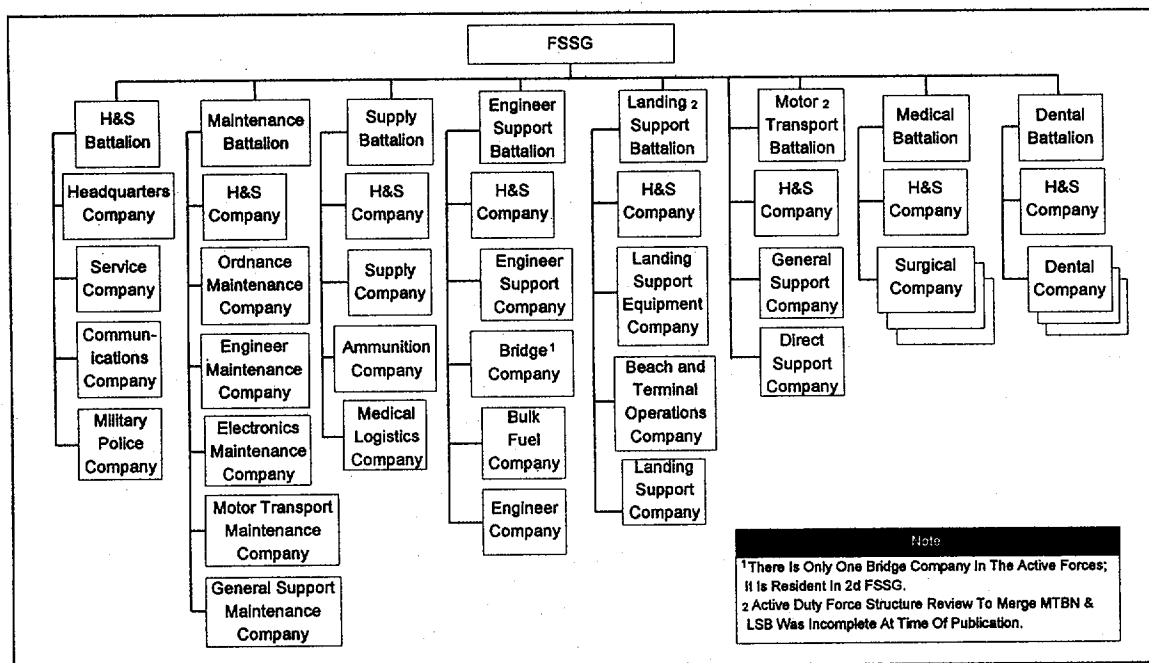 FSSG
H&S
Battalion
Headquarters
Company
Service
Company
Commun-
ications
Company
Military
Police
Company
Maintenance
Battalion
H&S
Company
Ordnance
Maintenance
Company
Engineer
Maintenance
Company
Electronics
Maintenance
Company
Motor Transport
Maintenance
Company
General Support
Maintenance
Company
Supply
Battalion
H&S
Company
Supply
Company
Ammunition
Company
Medical
Logistics
Company
Engineer
Support
Battalion
H&S
Company
Engineer
Support
Company
Bridge¹
Company
Bulk
Fuel
Company
Engineer
Company
Landing 2
Support
Battalion
H&S
Company
Landing
Support
Equipment
Company
Beach and
Terminal
Operations
Company
Landing
Support
Company
Motor 2
Transport
Battalion
H&S
Company
General
Support
Company
Direct
Support
Company
Medical
Battalion
H&S
Company
Surgical
Company
Dental
Battalion
H&S
Company
Dental
Company
Note
¹ There Is Only One Bridge Company In The Active Forces;
It Is Resident In 2d FSSG.
2 Active Duty Force Structure Review To Merge MTBN &
LSB Was Incomplete At Time Of Publication.